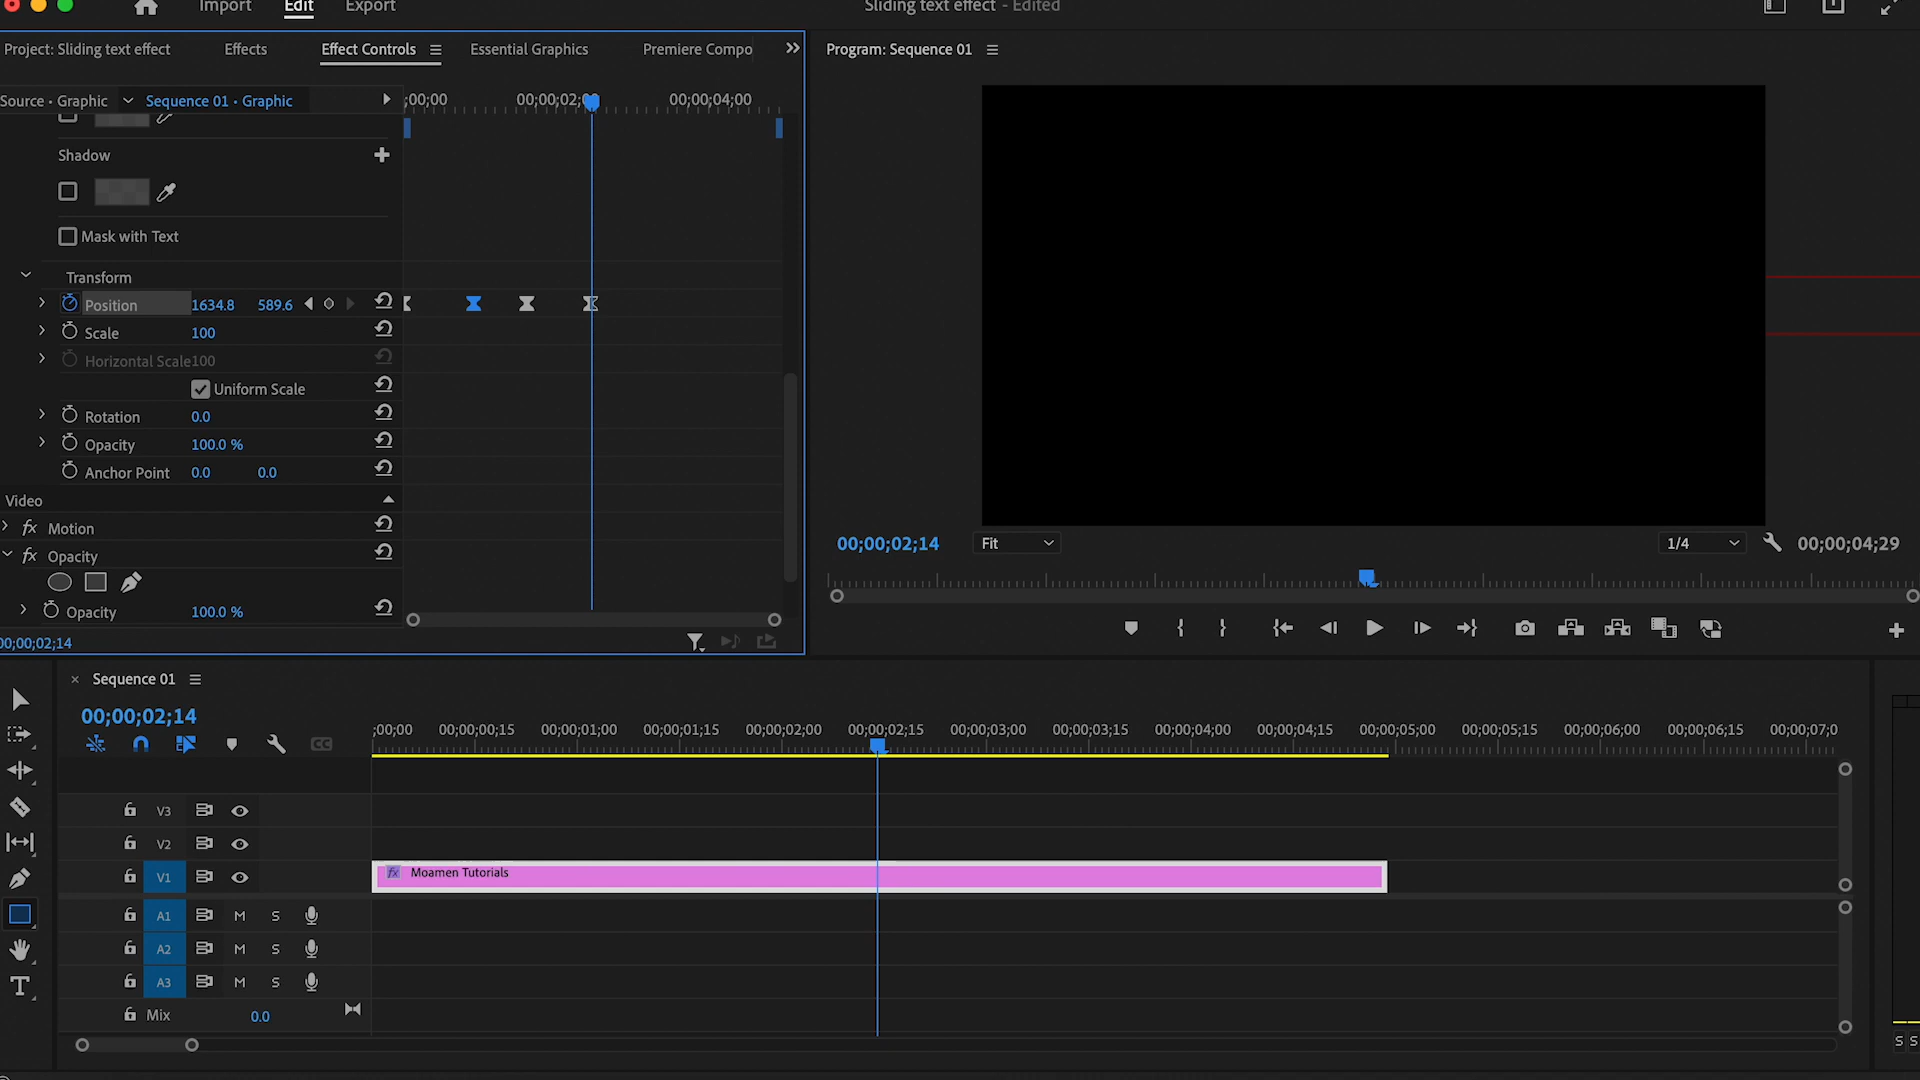 Import Edit Export Sliding text effect - Edited
Project: Sliding text effect Effects Effect Controls Essential Graphics Premiere Compo Program: Sequence 01
Source • Graphic Sequence 01 • Graphic ;00;00 00;00;02;00 00;00;04;00
Shadow
Mask with Text
Transform
Position 1634.8 589.6
Scale 100
Horizontal Scale 100
Uniform Scale
Rotation 0.0
Opacity 100.0 %
Anchor Point 0.0 0.0
Video
fx Motion
fx Opacity
Opacity 100.0 %
00;00;02;14
00;00;02;14 Fit 1/4 00;00;04;29
Sequence 01
00;00;02;14
;00;00 00;00;00;15 00;00;01;00 00;00;01;15 00;00;02;00 00;00;02;15 00;00;03;00 00;00;03;15 00;00;04;00 00;00;04;15 00;00;05;00 00;00;05;15 00;00;06;00 00;00;06;15 00;00;07;0
CC
V3
V2
V1 fx Moamen Tutorials
A1 M S
A2 M S
A3 M S
Mix 0.0
S S